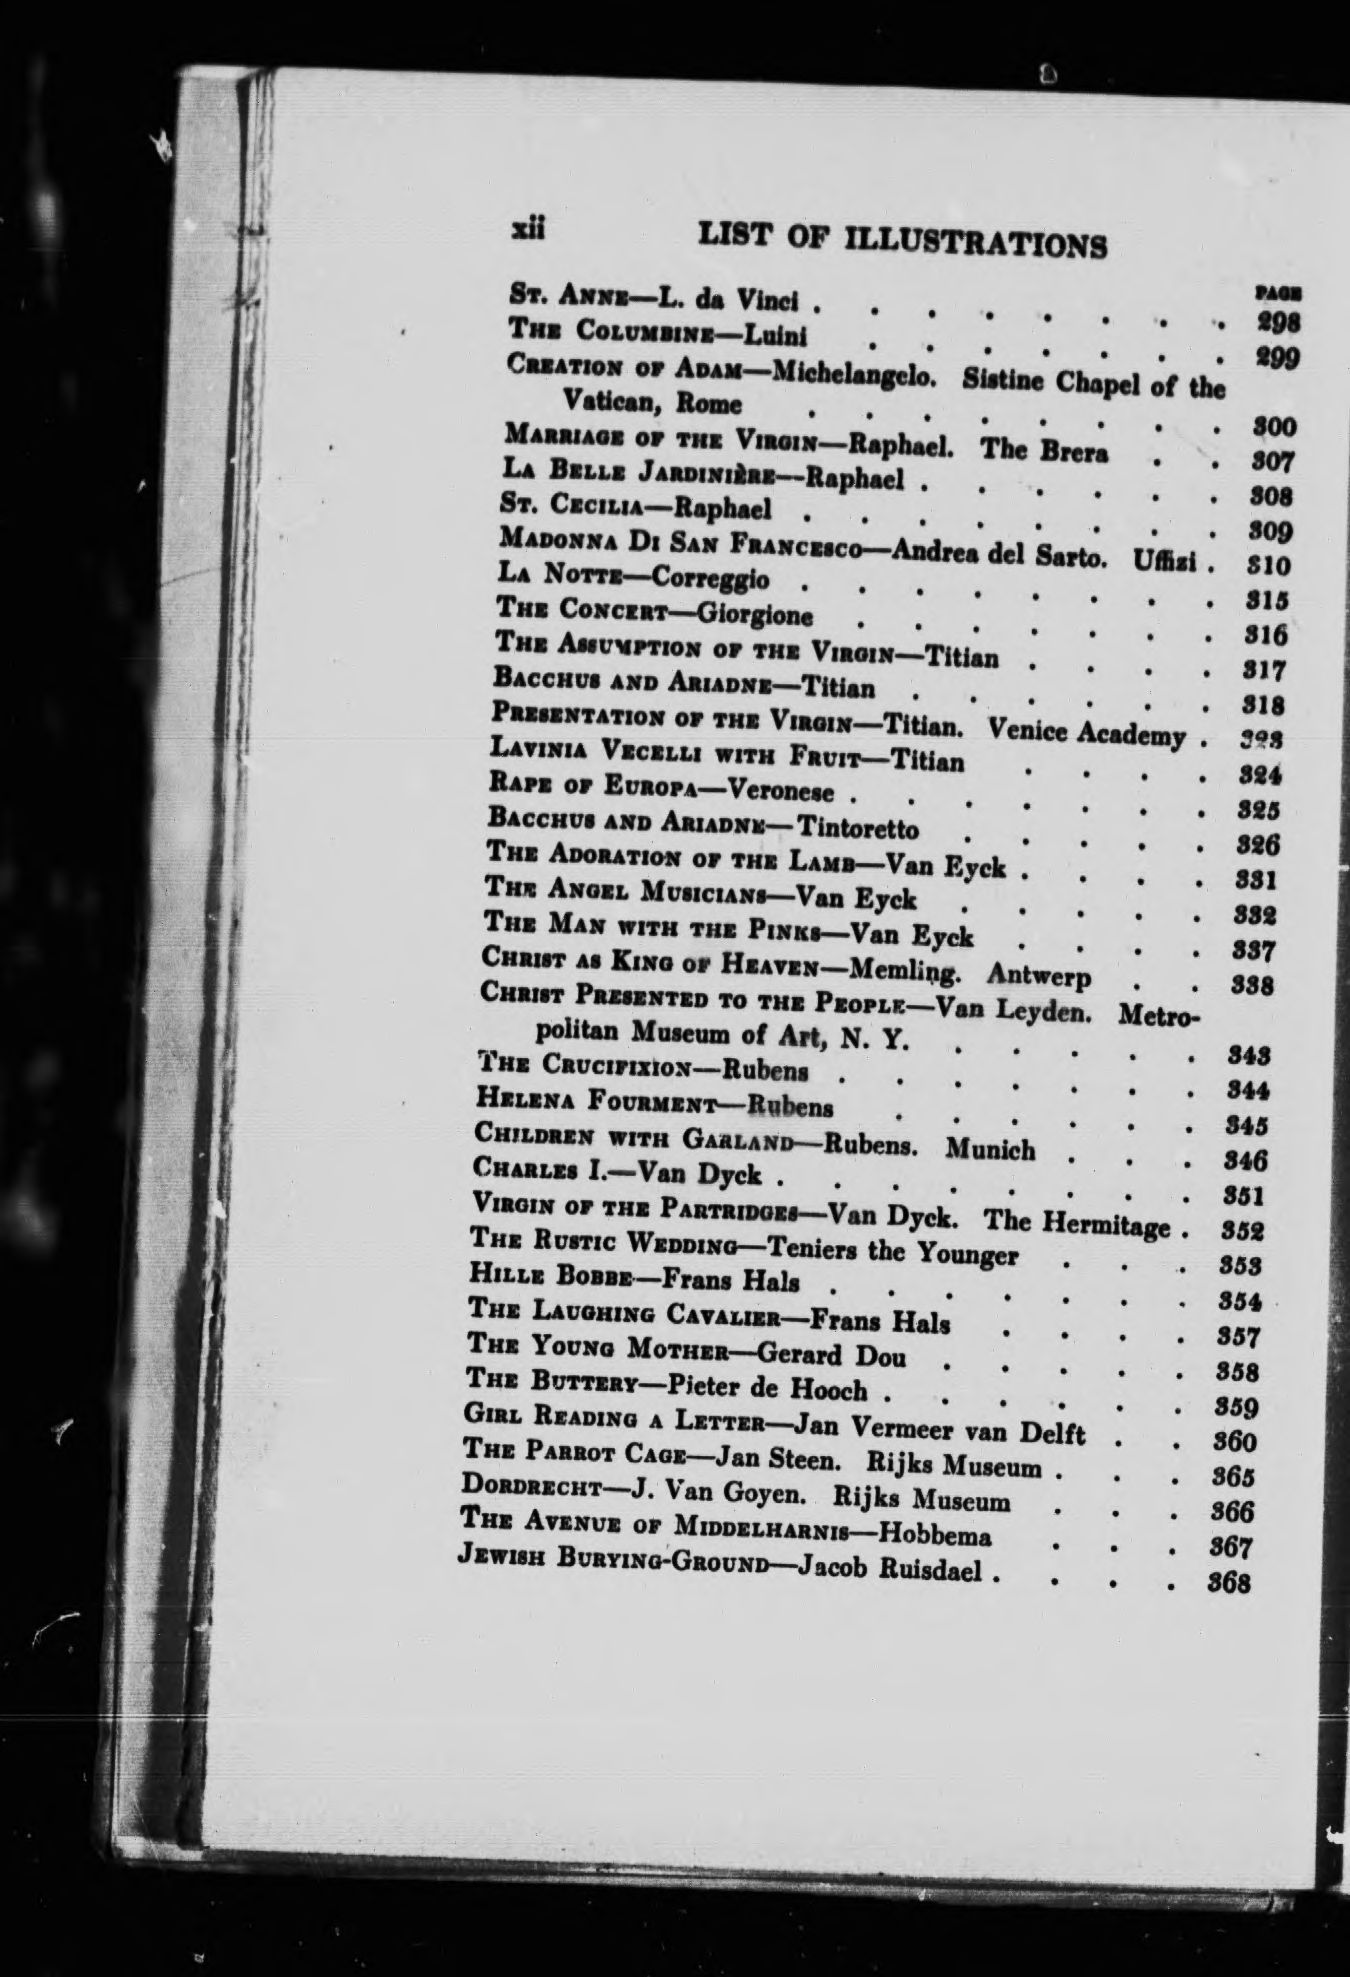 xii LIST OF ILLUSTRATIONS
PAGE
St. Anne—L. da Vinci . . . . . . . . 298
The Columbine—Luini . . . . . . . 299
Creation of Adam—Michelangelo. Sistine Chapel of the
Vatican, Rome . . . . . . . . 300
Marriage of the Virgin—Raphael. The Brera . . 307
La Belle Jardinière—Raphael . . . . . . 308
St. Cecilia—Raphael . . . . . . . . 309
Madonna Di San Francesco—Andrea del Sarto. Uffizi . 310
La Notte—Correggio . . . . . . . . 315
The Concert—Giorgione . . . . . . . 316
The Assumption of the Virgin—Titian . . . . 317
Bacchus and Ariadne—Titian . . . . . . 318
Presentation of the Virgin—Titian. Venice Academy . 323
Lavinia Vecelli with Fruit—Titian . . . . 324
Rape of Europa—Veronese . . . . . . . 325
Bacchus and Ariadne—Tintoretto . . . . . 326
The Adoration of the Lamb—Van Eyck . . . . 331
The Angel Musicians—Van Eyck . . . . . 332
The Man with the Pinks—Van Eyck . . . . 337
Christ as King of Heaven—Memling. Antwerp . . 338
Christ Presented to the People—Van Leyden. Metro-
politan Museum of Art, N. Y. . . . . . 343
The Crucifixion—Rubens . . . . . . . 344
Helena Fourment—Rubens . . . . . . 345
Children with Garland—Rubens. Munich . . . 346
Charles I.—Van Dyck . . . . . . . . 351
Virgin of the Partridges—Van Dyck. The Hermitage . 352
The Rustic Wedding—Teniers the Younger . . . 353
Hille Bobbe—Frans Hals . . . . . . . 354
The Laughing Cavalier—Frans Hals . . . . 357
The Young Mother—Gerard Dou . . . . . 358
The Buttery—Pieter de Hooch . . . . . . 359
Girl Reading a Letter—Jan Vermeer van Delft . . 360
The Parrot Cage—Jan Steen. Rijks Museum . . . 365
Dordrecht—J. Van Goyen. Rijks Museum . . . 366
The Avenue of Middelharnis—Hobbema . . . 367
Jewish Burying-Ground—Jacob Ruisdael . . . . 368